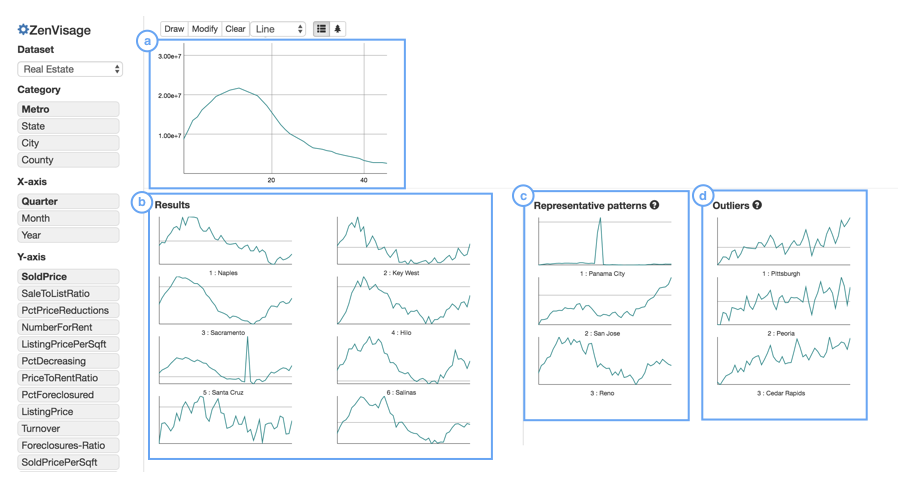 ZenVisage
Dataset
Real Estate
Category
Metro
State
City
County
X-axis
Quarter
Month
Year
Y-axis
SoldPrice
SaleToListRatio
PctPriceReductions
NumberForRent
ListingPricePerSqft
PctDecreasing
PriceToRentRatio
PctForeclosured
ListingPrice
Turnover
Foreclosures-Ratio
SoldPricePerSqft
Draw Modify Clear Line
a
3.00e+7
2.00e+7
1.00e+7
20 40
b
Results
1 : Naples
2 : Key West
3 : Sacramento
4 : Hilo
5 : Santa Cruz
6 : Salinas
c
Representative patterns ?
1 : Panama City
2 : San Jose
3 : Reno
d
Outliers ?
1 : Pittsburgh
2 : Peoria
3 : Cedar Rapids